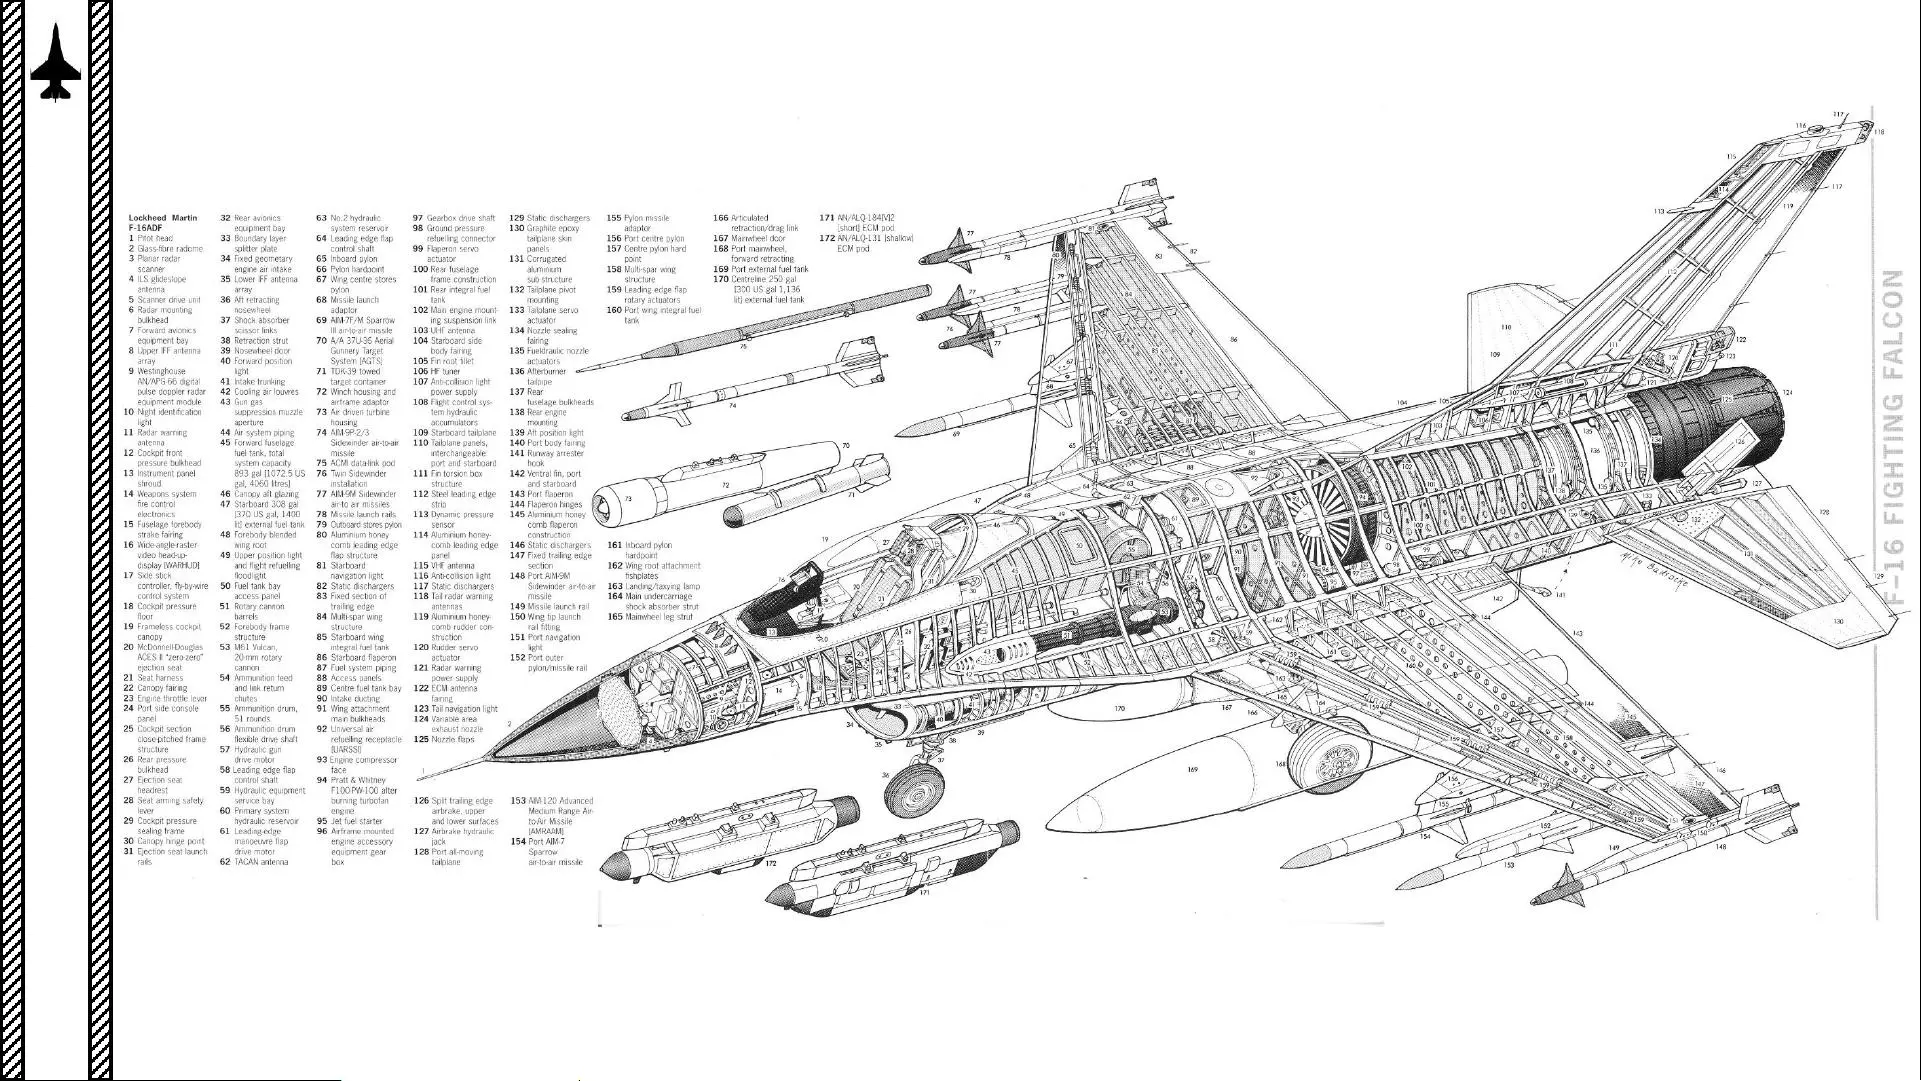 Lockheed Martin
F-16ADF
1 Pitot head
2 Glass-fibre radome
3 Planar radar
scanner
4 ILS glideslope
antenna
5 Scanner drive unit
6 Radar mounting
bulkhead
7 Forward avionics
equipment bay
8 Upper IFF antenna
array
9 Westinghouse
AN/APG-66 digital
pulse doppler radar
equipment module
10 Night identification
light
11 Radar warning
antenna
12 Cockpit front
pressure bulkhead
13 Instrument panel
shroud
14 Weapons system
fire control
electronics
15 Fuselage forebody
strake fairing
16 Wide-angle-raster-
video head-up-
display [WARHUD]
17 Side stick
controller, fly-by-wire
control system
18 Cockpit pressure
floor
19 Frameless cockpit
canopy
20 McDonnell-Douglas
ACES II "zero-zero"
ejection seat
21 Seat harness
22 Canopy fairing
23 Engine throttle lever
24 Port side console
panel
25 Cockpit section
close-pitched frame
structure
26 Rear pressure
bulkhead
27 Ejection seat
headrest
28 Seat arming safety
lever
29 Cockpit pressure
sealing frame
30 Canopy hinge point
31 Ejection seat launch
rails
32 Rear avionics
equipment bay
33 Boundary layer
splitter plate
34 Fixed geometary
engine air intake
35 Lower IFF antenna
array
36 Aft retracting
nosewheel
37 Shock absorber
scissor links
38 Retraction strut
39 Nosewheel door
40 Forward position
light
41 Intake trunking
42 Cooling air louvres
43 Gun gas
suppression muzzle
aperture
44 Air system piping
45 Forward fuselage
fuel tank, total
system capacity
893 gal [1072.5 US
gal, 4060 litres]
46 Canopy aft glazing
47 Starboard 308 gal
[370 US gal, 1400
lit] external fuel tank
48 Forebody blended
wing root
49 Upper position light
and flight refuelling
floodlight
50 Fuel tank bay
access panel
51 Rotary cannon
barrels
52 Forebody frame
structure
53 M61 Vulcan,
20-mm rotary
cannon
54 Ammunition feed
and link return
chutes
55 Ammunition drum,
51 rounds
56 Ammunition drum
flexible drive shaft
57 Hydraulic gun
drive motor
58 Leading edge flap
control shaft
59 Hydraulic equipment
service bay
60 Primary system
hydraulic reservoir
61 Leading-edge
manoeuvre flap
drive motor
62 TACAN antenna
63 No.2 hydraulic
system reservoir
64 Leading edge flap
control shaft
65 Inboard pylon
66 Pylon hardpoint
67 Wing centre stores
pylon
68 Missile launch
adaptor
69 AIM-7F/M Sparrow
III air-to-air missile
70 A/A 37U-36 Aerial
Gunnery Target
System [AGTS]
71 TDK-39 towed
target container
72 Winch housing and
airframe adaptor
73 Air driven turbine
housing
74 AIM-9P-2/3
Sidewinder air-to-air
missile
75 ACMI data-link pod
76 Twin Sidewinder
installation
77 AIM-9M Sidewinder
air-to air missiles
78 Missile launch rails
79 Outboard stores pylon
80 Aluminium honey
comb leading edge
flap structure
81 Starboard
navigation light
82 Static dischargers
83 Fixed section of
trailing edge
84 Multi-spar wing
structure
85 Starboard wing
integral fuel tank
86 Starboard flaperon
87 Fuel system piping
88 Access panels
89 Centre fuel tank bay
90 Intake ducting
91 Wing attachment
main bulkheads
92 Universal air
refuelling receptacle
[UARSSI]
93 Engine compressor
face
94 Pratt & Whitney
F100-PW-100 after
burning turbofan
engine
95 Jet fuel starter
96 Airframe mounted
engine accessory
equipment gear
box
97 Gearbox drive shaft
98 Ground pressure
refuelling connector
99 Flaperon servo
actuator
100 Rear fuselage
frame construction
101 Rear integral fuel
tank
102 Main engine mount-
ing suspension link
103 UHF antenna
104 Starboard side
body fairing
105 Fin root fillet
106 HF tuner
107 Anti-collision light
power supply
108 Flight control sys-
tem hydraulic
accumulators
109 Starboard tailplane
110 Tailplane panels,
interchangeable
port and starboard
111 Fin torsion box
structure
112 Steel leading edge
strip
113 Dynamic pressure
sensor
114 Aluminium honey-
comb leading edge
panel
115 VHF antenna
116 Anti-collision light
117 Static dischargers
118 Tail radar warning
antennas
119 Aluminium honey-
comb rudder con-
struction
120 Rudder servo
actuator
121 Radar warning
power supply
122 ECM antenna
fairing
123 Tail navigation light
124 Variable area
exhaust nozzle
125 Nozzle flaps
126 Split trailing edge
airbrake, upper
and lower surfaces
127 Airbrake hydraulic
jack
128 Port all-moving
tailplane
129 Static dischargers
130 Graphite epoxy
tailplane skin
panels
131 Corrugated
aluminium
sub-structure
132 Tailplane pivot
mounting
133 Tailplane servo
actuator
134 Nozzle sealing
fairing
135 Fueldraulic nozzle
actuators
136 Afterburner
tailpipe
137 Rear
fuselage bulkheads
138 Rear engine
mounting
139 Aft position light
140 Port body fairing
141 Runway arrester
hook
142 Ventral fin, port
and starboard
143 Port flaperon
144 Flaperon hinges
145 Aluminium honey
comb flaperon
construction
146 Static dischargers
147 Fixed trailing edge
section
148 Port AIM-9M
Sidewinder air-to-air
missile
149 Missile launch rail
150 Wing tip launch
rail fitting
151 Port navigation
light
152 Port outer
pylon/missile rail
153 AIM-120 Advanced
Medium Range Air-
to-Air Missile
[AMRAAM]
154 Port AIM-7
Sparrow
air-to-air missile
155 Pylon missile
adaptor
156 Port centre pylon
157 Centre pylon hard
point
158 Multi-spar wing
structure
159 Leading edge flap
rotary actuators
160 Port wing integral fuel
tank
161 Inboard pylon
hardpoint
162 Wing root attachment
fishplates
163 Landing/taxying lamp
164 Main undercarriage
shock absorber strut
165 Mainwheel leg strut
166 Articulated
retraction/drag link
167 Mainwheel door
168 Port mainwheel,
forward retracting
169 Port external fuel tank
170 Centreline 250 gal
[300 US gal 1,136
lit] external fuel tank
171 AN/ALQ-184[V]2
[short] ECM pod
172 AN/ALQ-131 [shallow]
ECM pod
F-16 FIGHTING FALCON